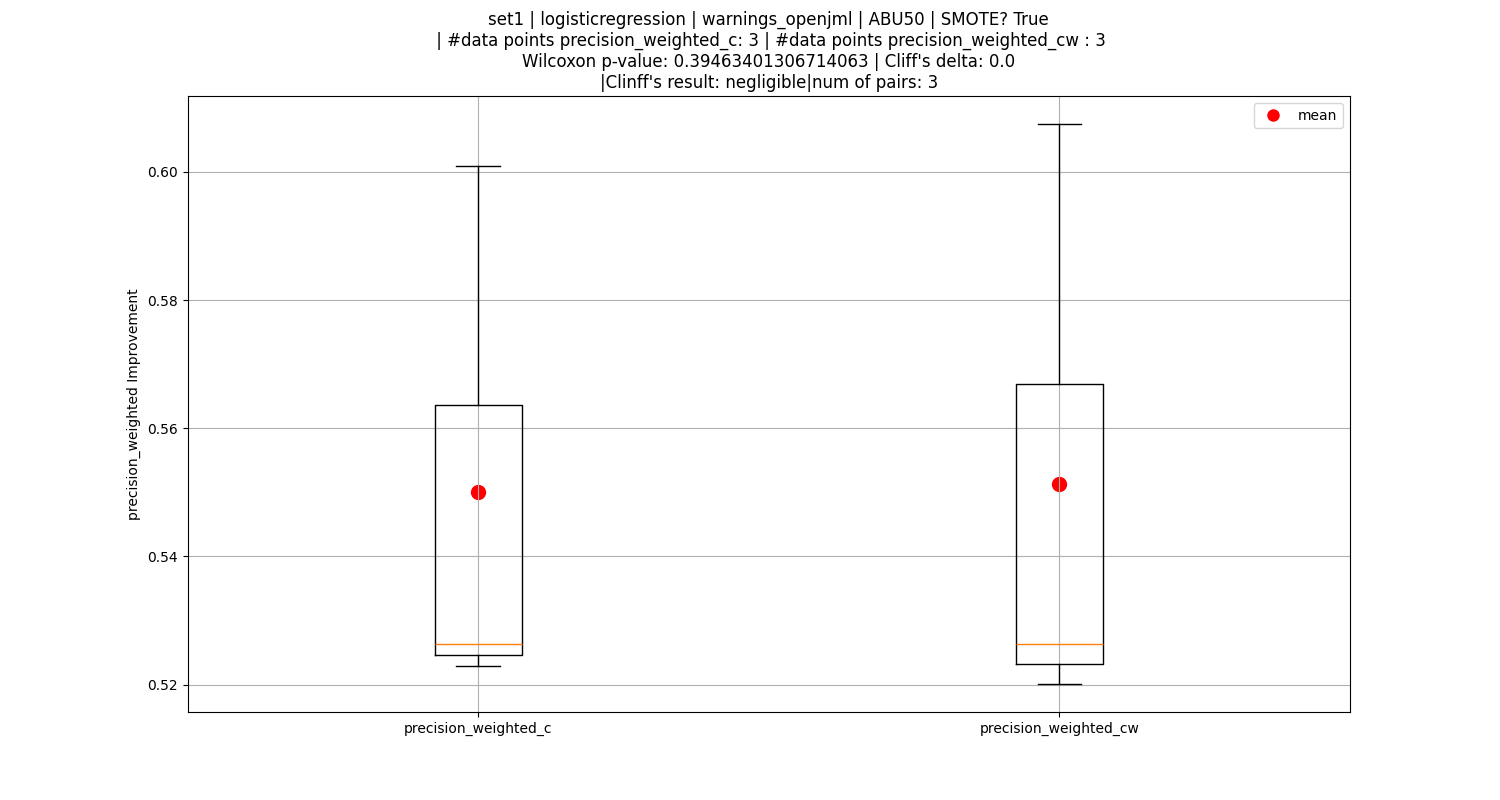 set1 | logisticregression | warnings_openjml | ABU50 | SMOTE? True
| #data points precision_weighted_c: 3 | #data points precision_weighted_cw : 3
Wilcoxon p-value: 0.39463401306714063 | Cliff's delta: 0.0
|Clinff's result: negligible|num of pairs: 3
mean
0.60
0.58
0.56
0.54
0.52
precision_weighted Improvement
precision_weighted_c
precision_weighted_cw